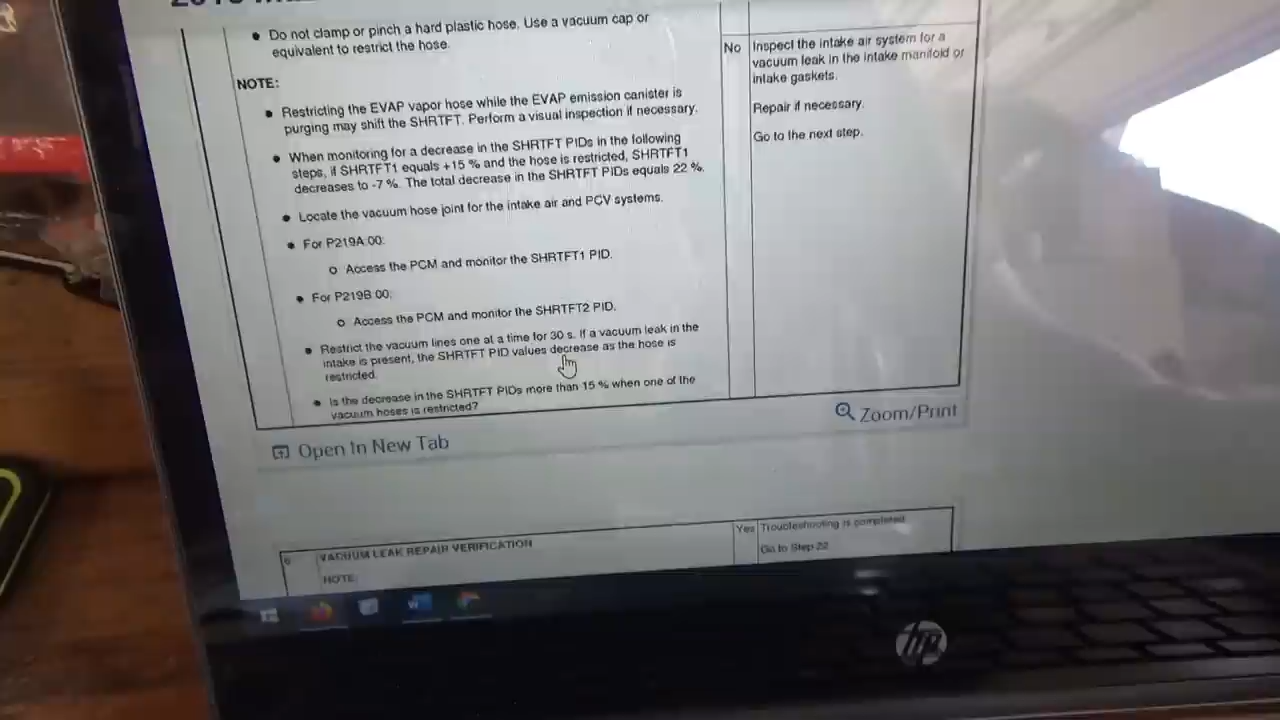 Do not clamp or pinch a hard plastic hose. Use a vacuum cap or
equivalent to restrict the hose.
NOTE:
Restricting the EVAP vapor hose while the EVAP emission canister is
purging may shift the SHRTFT. Perform a visual inspection if necessary.
When monitoring for a decrease in the SHRTFT PIDs in the following
steps, if SHRTFT1 equals +15 % and the hose is restricted, SHRTFT1
decreases to -7 %. The total decrease in the SHRTFT PIDs equals 22 %.
Locate the vacuum hose joint for the intake air and PCV systems.
For P219A:00:
Access the PCM and monitor the SHRTFT1 PID.
For P219B:00:
Access the PCM and monitor the SHRTFT2 PID.
Restrict the vacuum lines one at a time for 30 s. If a vacuum leak in the
intake is present, the SHRTFT PID values decrease as the hose is
restricted.
Is the decrease in the SHRTFT PIDs more than 15 % when one of the
vacuum hoses is restricted?
No
Inspect the intake air system for a
vacuum leak in the intake manifold or
intake gaskets.
Repair if necessary.
Go to the next step.
Zoom/Print
Open In New Tab
6 VACUUM LEAK REPAIR VERIFICATION
NOTE:
Yes
Troubleshooting is completed.
Go to Step 22
hp